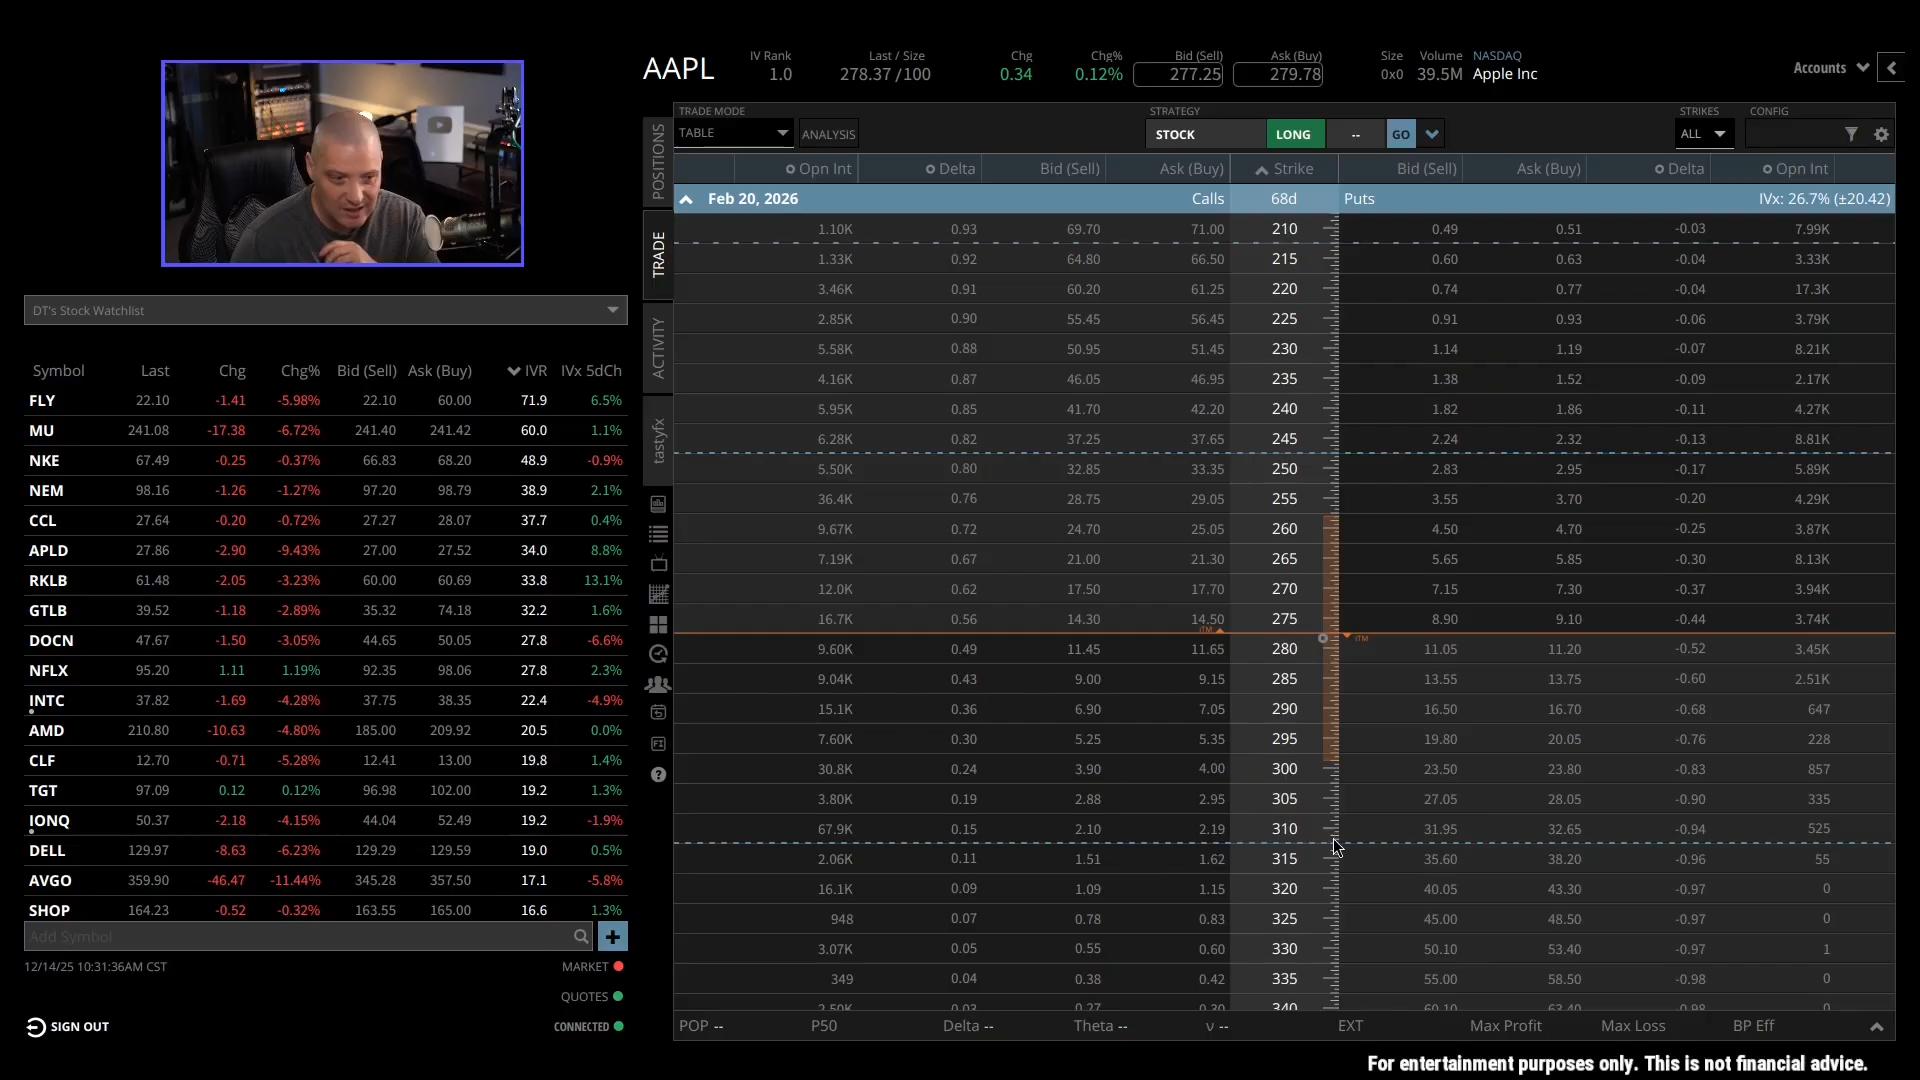 AAPL
IV Rank Last / Size Chg Chg% Bid (Sell) Ask (Buy) Size Volume NASDAQ
1.0 278.37 /100 0.34 0.12% 277.25 279.78 0x0 39.5M Apple Inc
Accounts
TRADE MODE STRATEGY STRIKES CONFIG
TABLE ANALYSIS STOCK LONG -- GO ALL
POSITIONS
TRADE
ACTIVITY
tastyfx
Opn Int Delta Bid (Sell) Ask (Buy) Strike Bid (Sell) Ask (Buy) Delta Opn Int
Feb 20, 2026 Calls 68d Puts IVx: 26.7% (±20.42)
1.10K 0.93 69.70 71.00 210 0.49 0.51 -0.03 7.99K
1.33K 0.92 64.80 66.50 215 0.60 0.63 -0.04 3.33K
3.46K 0.91 60.20 61.25 220 0.74 0.77 -0.04 17.3K
2.85K 0.90 55.45 56.45 225 0.91 0.93 -0.06 3.79K
5.58K 0.88 50.95 51.45 230 1.14 1.19 -0.07 8.21K
4.16K 0.87 46.05 46.95 235 1.38 1.52 -0.09 2.17K
5.95K 0.85 41.70 42.20 240 1.82 1.86 -0.11 4.27K
6.28K 0.82 37.25 37.65 245 2.24 2.32 -0.13 8.81K
5.50K 0.80 32.85 33.35 250 2.83 2.95 -0.17 5.89K
36.4K 0.76 28.75 29.05 255 3.55 3.70 -0.20 4.29K
9.67K 0.72 24.70 25.05 260 4.50 4.70 -0.25 3.87K
7.19K 0.67 21.00 21.30 265 5.65 5.85 -0.30 8.13K
12.0K 0.62 17.50 17.70 270 7.15 7.30 -0.37 3.94K
16.7K 0.56 14.30 14.50 275 8.90 9.10 -0.44 3.74K
ITM ITM
9.60K 0.49 11.45 11.65 280 11.05 11.20 -0.52 3.45K
9.04K 0.43 9.00 9.15 285 13.55 13.75 -0.60 2.51K
15.1K 0.36 6.90 7.05 290 16.50 16.70 -0.68 647
7.60K 0.30 5.25 5.35 295 19.80 20.05 -0.76 228
30.8K 0.24 3.90 4.00 300 23.50 23.80 -0.83 857
3.80K 0.19 2.88 2.95 305 27.05 28.05 -0.90 335
67.9K 0.15 2.10 2.19 310 31.95 32.65 -0.94 525
2.06K 0.11 1.51 1.62 315 35.60 38.20 -0.96 55
16.1K 0.09 1.09 1.15 320 40.05 43.30 -0.97 0
948 0.07 0.78 0.83 325 45.00 48.50 -0.97 0
3.07K 0.05 0.55 0.60 330 50.10 53.40 -0.97 1
349 0.04 0.38 0.42 335 55.00 58.50 -0.98 0
2.50K 0.03 0.27 0.30 340 60.10 63.40 -0.98 0
POP -- P50 Delta -- Theta -- ν -- EXT Max Profit Max Loss BP Eff
DT's Stock Watchlist
Symbol Last Chg Chg% Bid (Sell) Ask (Buy) IVR IVx 5dCh
FLY 22.10 -1.41 -5.98% 22.10 60.00 71.9 6.5%
MU 241.08 -17.38 -6.72% 241.40 241.42 60.0 1.1%
NKE 67.49 -0.25 -0.37% 66.83 68.20 48.9 -0.9%
NEM 98.16 -1.26 -1.27% 97.20 98.79 38.9 2.1%
CCL 27.64 -0.20 -0.72% 27.27 28.07 37.7 0.4%
APLD 27.86 -2.90 -9.43% 27.00 27.52 34.0 8.8%
RKLB 61.48 -2.05 -3.23% 60.00 60.69 33.8 13.1%
GTLB 39.52 -1.18 -2.89% 35.32 74.18 32.2 1.6%
DOCN 47.67 -1.50 -3.05% 44.65 50.05 27.8 -6.6%
NFLX 95.20 1.11 1.19% 92.35 98.06 27.8 2.3%
INTC 37.82 -1.69 -4.28% 37.75 38.35 22.4 -4.9%
AMD 210.80 -10.63 -4.80% 185.00 209.92 20.5 0.0%
CLF 12.70 -0.71 -5.28% 12.41 13.00 19.8 1.4%
TGT 97.09 0.12 0.12% 96.98 102.00 19.2 1.3%
IONQ 50.37 -2.18 -4.15% 44.04 52.49 19.2 -1.9%
DELL 129.97 -8.63 -6.23% 129.29 129.59 19.0 0.5%
AVGO 359.90 -46.47 -11.44% 345.28 357.50 17.1 -5.8%
SHOP 164.23 -0.52 -0.32% 163.55 165.00 16.6 1.3%
Add Symbol
12/14/25 10:31:36AM CST MARKET
QUOTES
SIGN OUT CONNECTED
For entertainment purposes only. This is not financial advice.